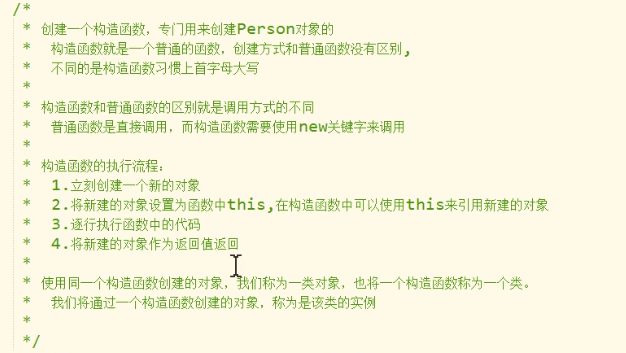 /*
* 创建一个构造函数，专门用来创建Person对象的
* 构造函数就是一个普通的函数，创建方式和普通函数没有区别,
* 不同的是构造函数习惯上首字母大写
*
* 构造函数和普通函数的区别就是调用方式的不同
* 普通函数是直接调用，而构造函数需要使用new关键字来调用
*
* 构造函数的执行流程：
* 1.立刻创建一个新的对象
* 2.将新建的对象设置为函数中this,在构造函数中可以使用this来引用新建的对象
* 3.逐行执行函数中的代码
* 4.将新建的对象作为返回值返回
*
* 使用同一个构造函数创建的对象，我们称为一类对象，也将一个构造函数称为一个类。
* 我们将通过一个构造函数创建的对象，称为是该类的实例
*
*/